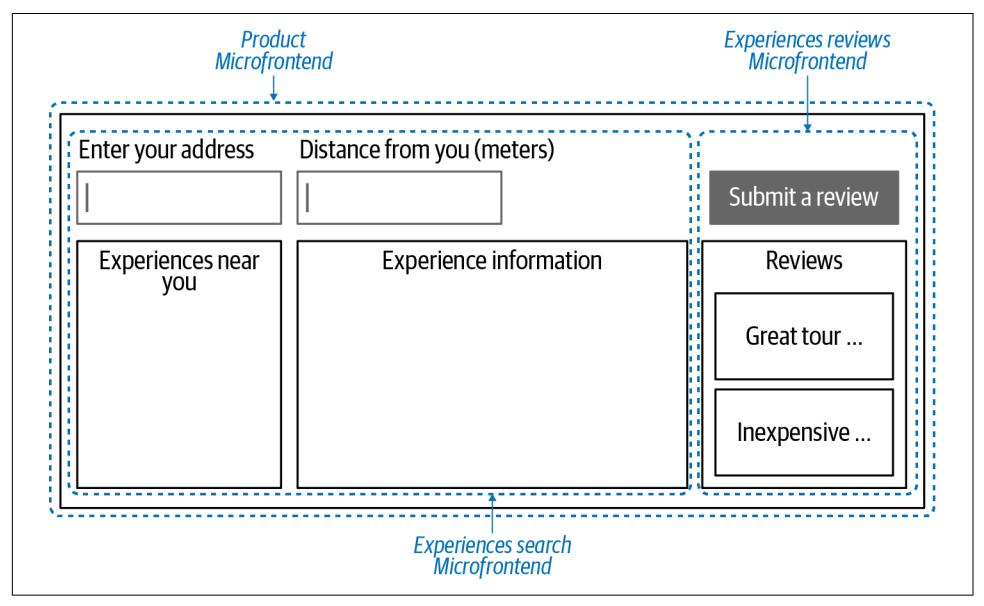 Product
Microfrontend
Experiences reviews
Microfrontend
Enter your address
Distance from you (meters)
Submit a review
Experiences near
you
Experience information
Reviews
Great tour ...
Inexpensive ...
Experiences search
Microfrontend